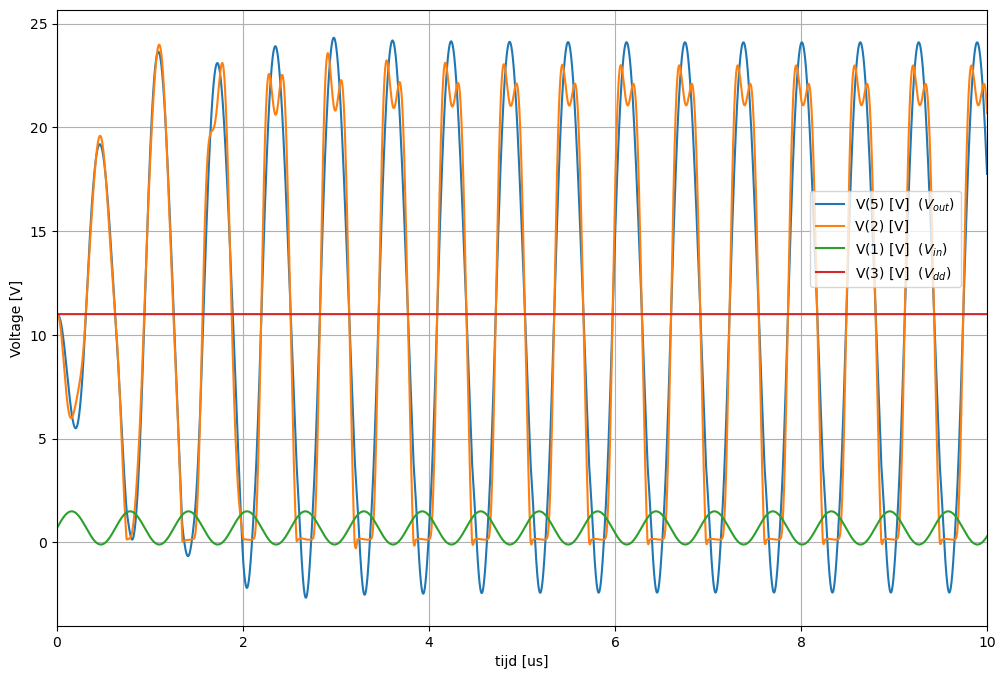 25
20
15
10
5
0
Voltage [V]
V(5) [V] (Vout)
V(2) [V]
V(1) [V] (Vin)
V(3) [V] (Vdd)
0 2 4 6 8 10
tijd [us]